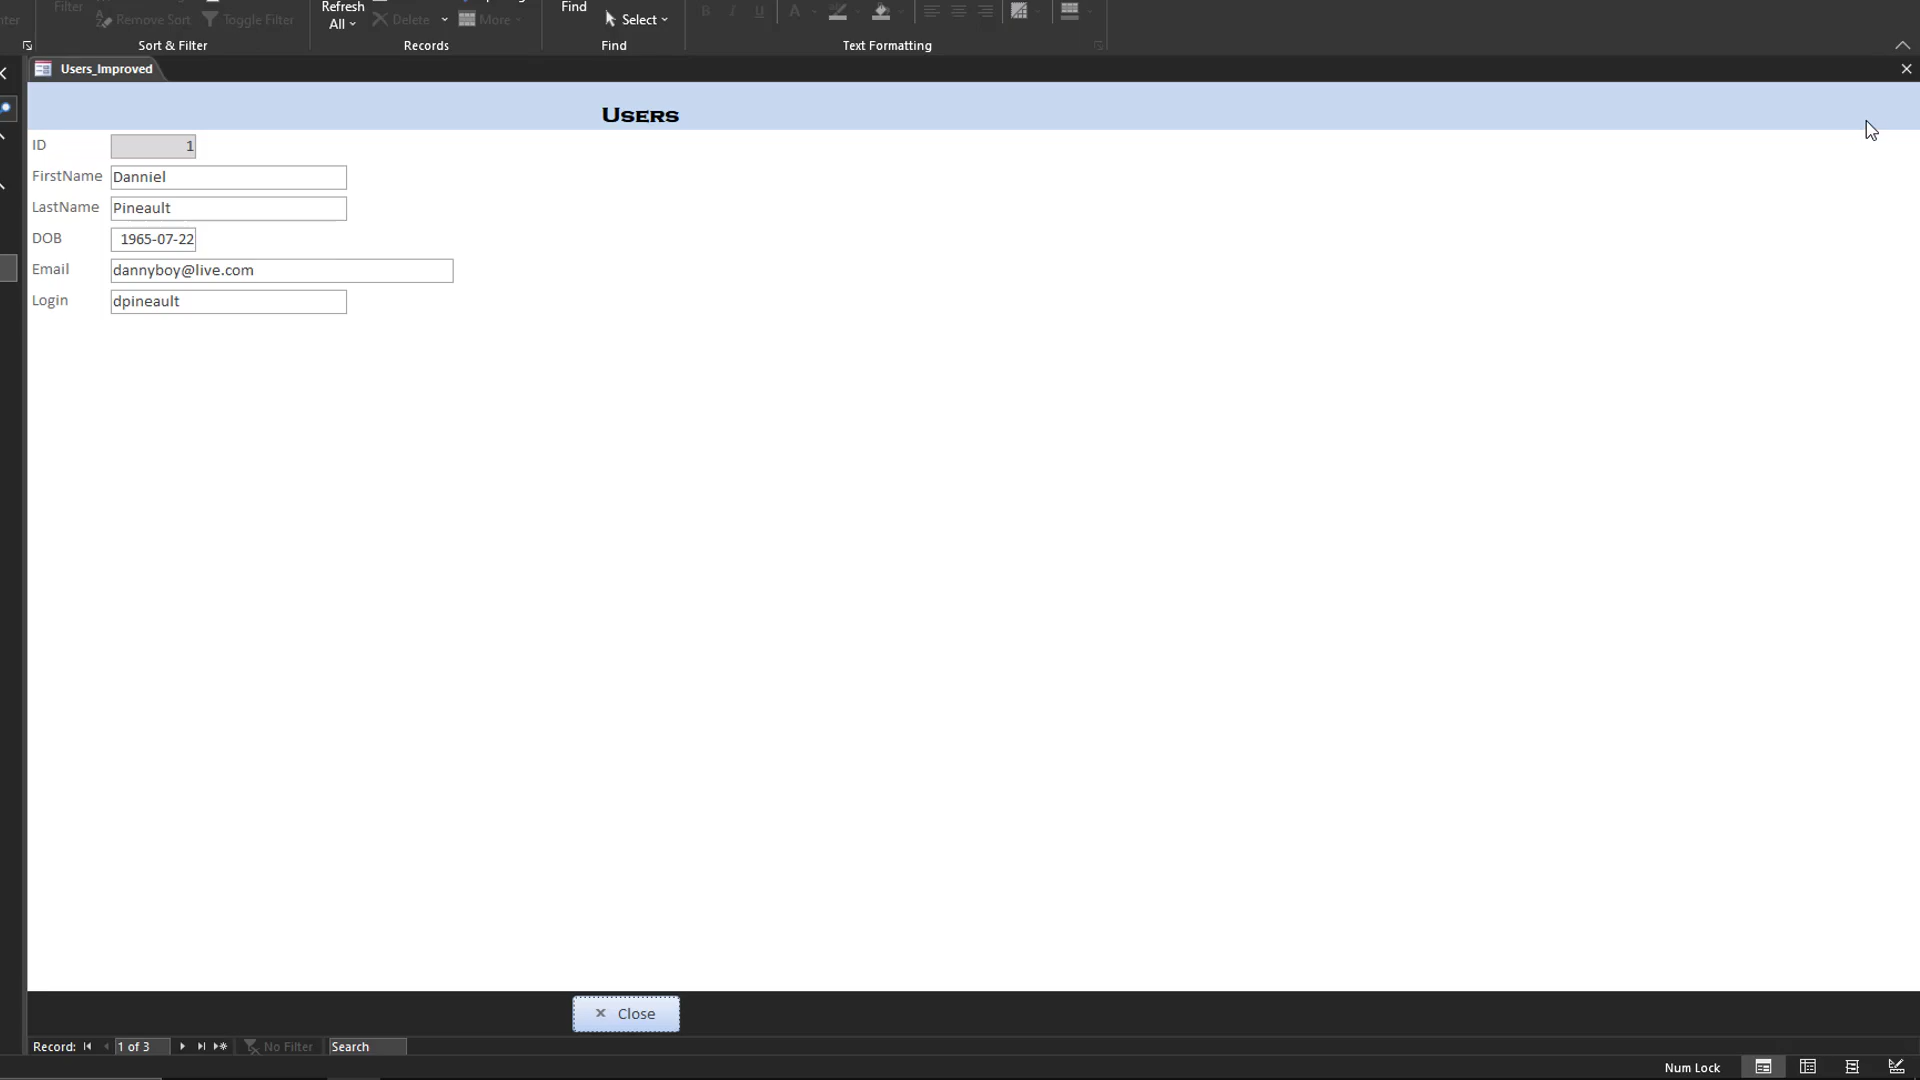 Filter
Remove Sort
Toggle Filter
Sort & Filter
Refresh
All
Delete
More
Records
Find
Select
Find
B I U A
Text Formatting
Users_Improved
Users
ID 1
FirstName Danniel
LastName Pineault
DOB 1965-07-22
Email dannyboy@live.com
Login dpineault
Close
Record: 1 of 3 No Filter Search
Num Lock